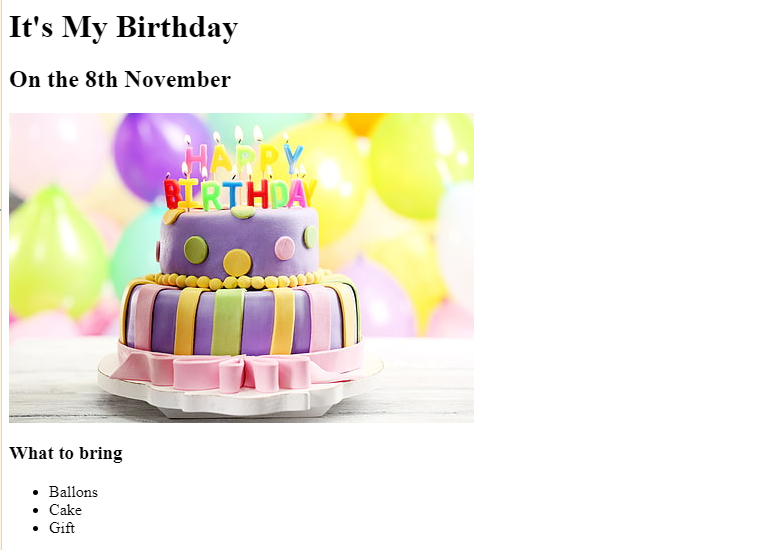 It's My Birthday
On the 8th November
HAPPY
BIRTHDAY
What to bring
Ballons
Cake
Gift